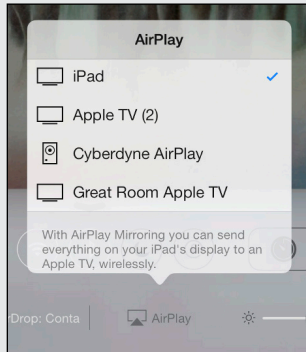 AirPlay
iPad
Apple TV (2)
Cyberdyne AirPlay
Great Room Apple TV
With AirPlay Mirroring you can send
everything on your iPad's display to an
Apple TV, wirelessly.
rDrop: Conta
AirPlay